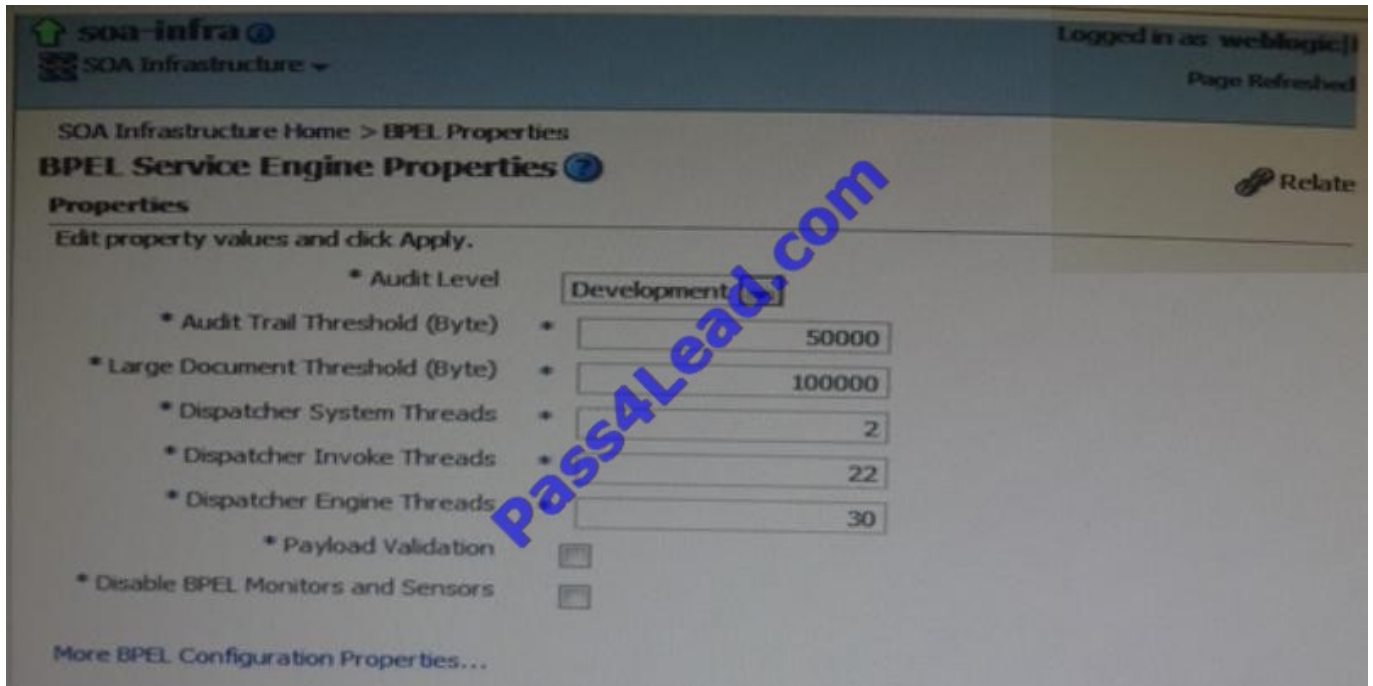 soa-infra
Logged in as weblogic
SOA Infrastructure
Page Refreshed
SOA Infrastructure Home > BPEL Properties
BPEL Service Engine Properties
Relate
Properties
Edit property values and click Apply.
* Audit Level Development
* Audit Trail Threshold (Byte) * 50000
* Large Document Threshold (Byte) * 100000
* Dispatcher System Threads * 2
* Dispatcher Invoke Threads * 22
* Dispatcher Engine Threads * 30
* Payload Validation
* Disable BPEL Monitors and Sensors
More BPEL Configuration Properties...
Pass4Lead.com